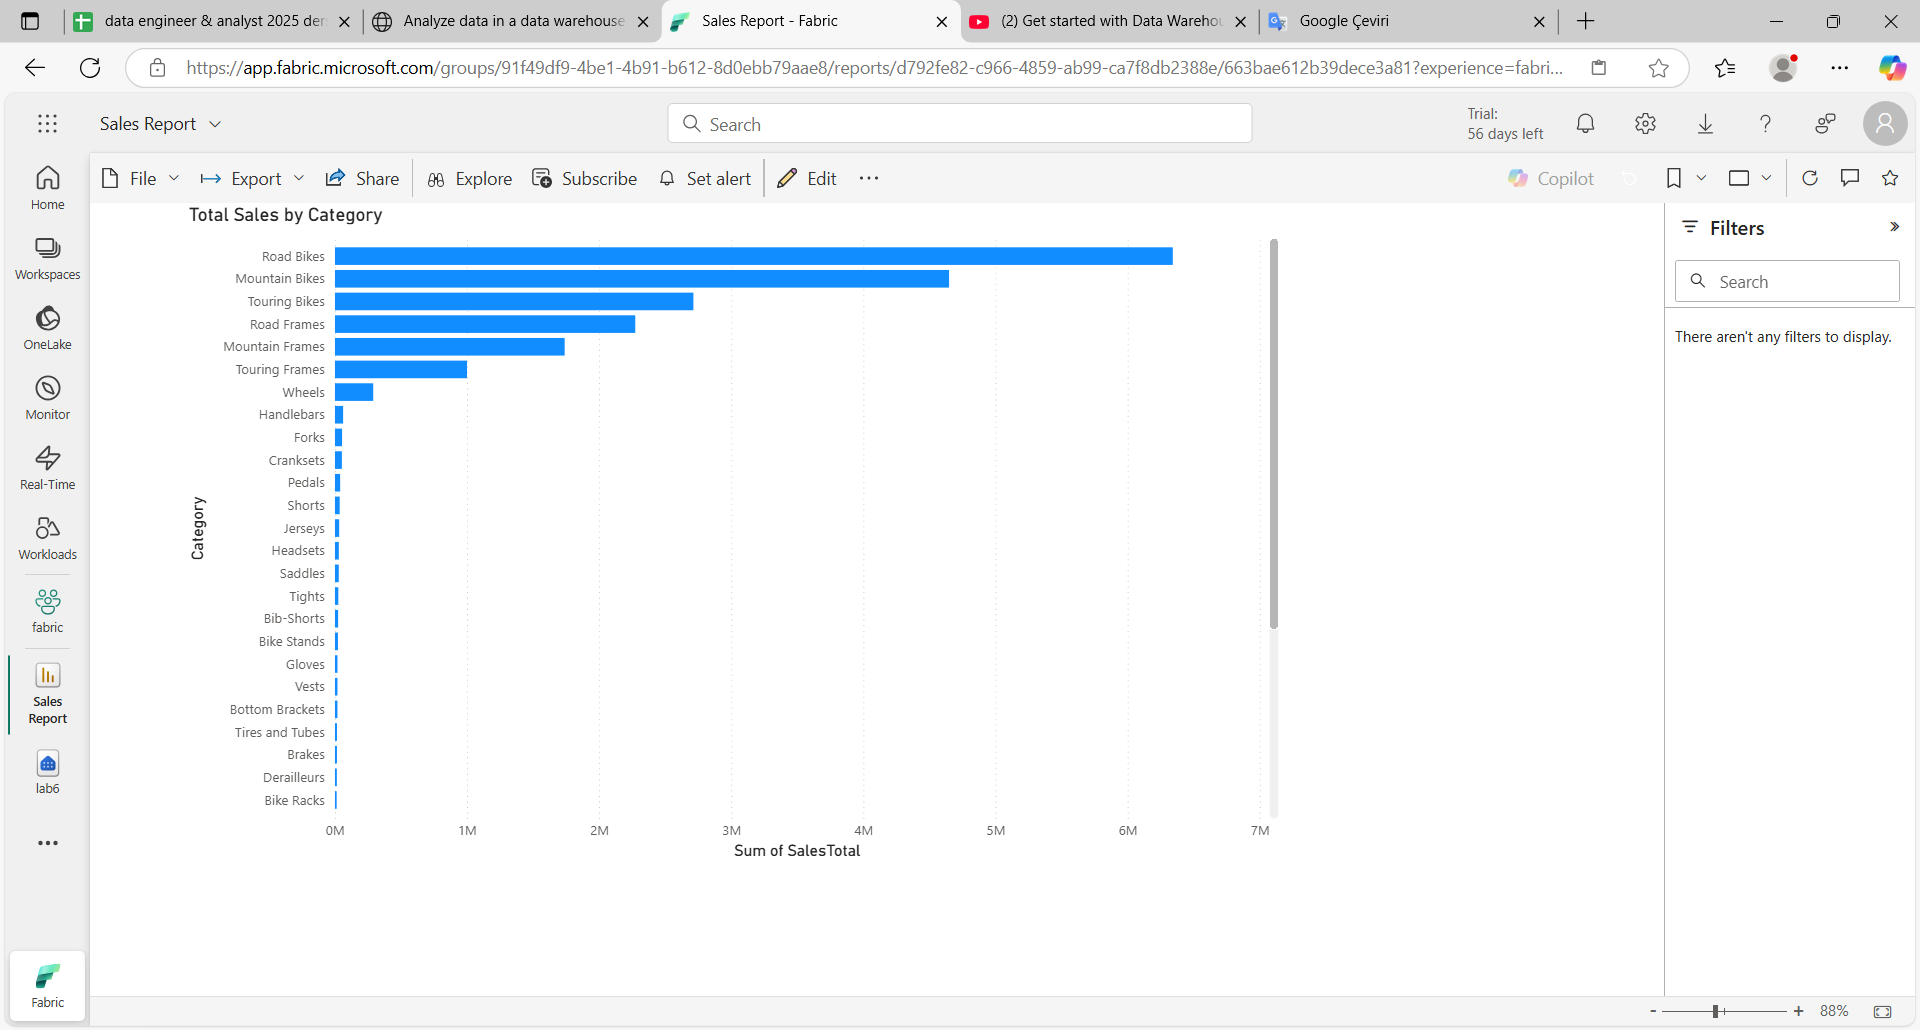 data engineer & analyst 2025 der
Analyze data in a data warehouse
Sales Report - Fabric
(2) Get started with Data Wareho
Google Çeviri
https://app.fabric.microsoft.com/groups/91f49df9-4be1-4b91-b612-8d0ebb79aae8/reports/d792fe82-c966-4859-ab99-ca7f8db2388e/663bae612b39dece3a81?experience=fabri...
Sales Report
Search
Trial:
56 days left
File
Export
Share
Explore
Subscribe
Set alert
Edit
Copilot
Home
Workspaces
OneLake
Monitor
Real-Time
Workloads
fabric
Sales
Report
lab6
Fabric
Total Sales by Category
Category
Road Bikes
Mountain Bikes
Touring Bikes
Road Frames
Mountain Frames
Touring Frames
Wheels
Handlebars
Forks
Cranksets
Pedals
Shorts
Jerseys
Headsets
Saddles
Tights
Bib-Shorts
Bike Stands
Gloves
Vests
Bottom Brackets
Tires and Tubes
Brakes
Derailleurs
Bike Racks
0M 1M 2M 3M 4M 5M 6M 7M
Sum of SalesTotal
Filters
Search
There aren't any filters to display.
- + 88%